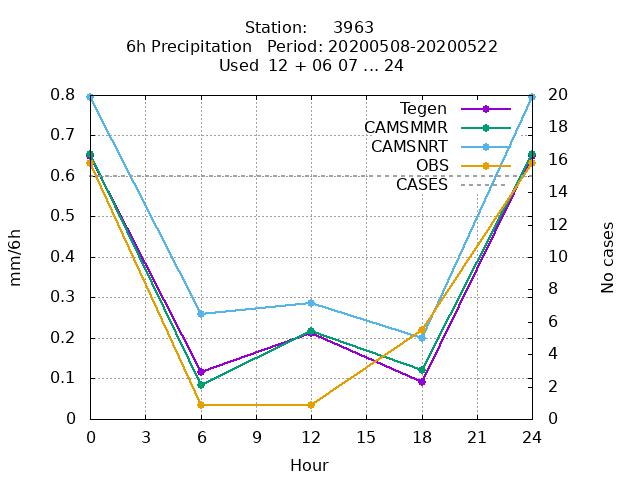 Station: 3963
6h Precipitation Period: 20200508-20200522
Used 12 + 06 07 ... 24
Tegen
CAMSMMR
CAMSNRT
OBS
CASES
0.8
0.7
0.6
0.5
0.4
0.3
0.2
0.1
0
mm/6h
20
18
16
14
12
10
8
6
4
2
0
No cases
0 3 6 9 12 15 18 21 24
Hour